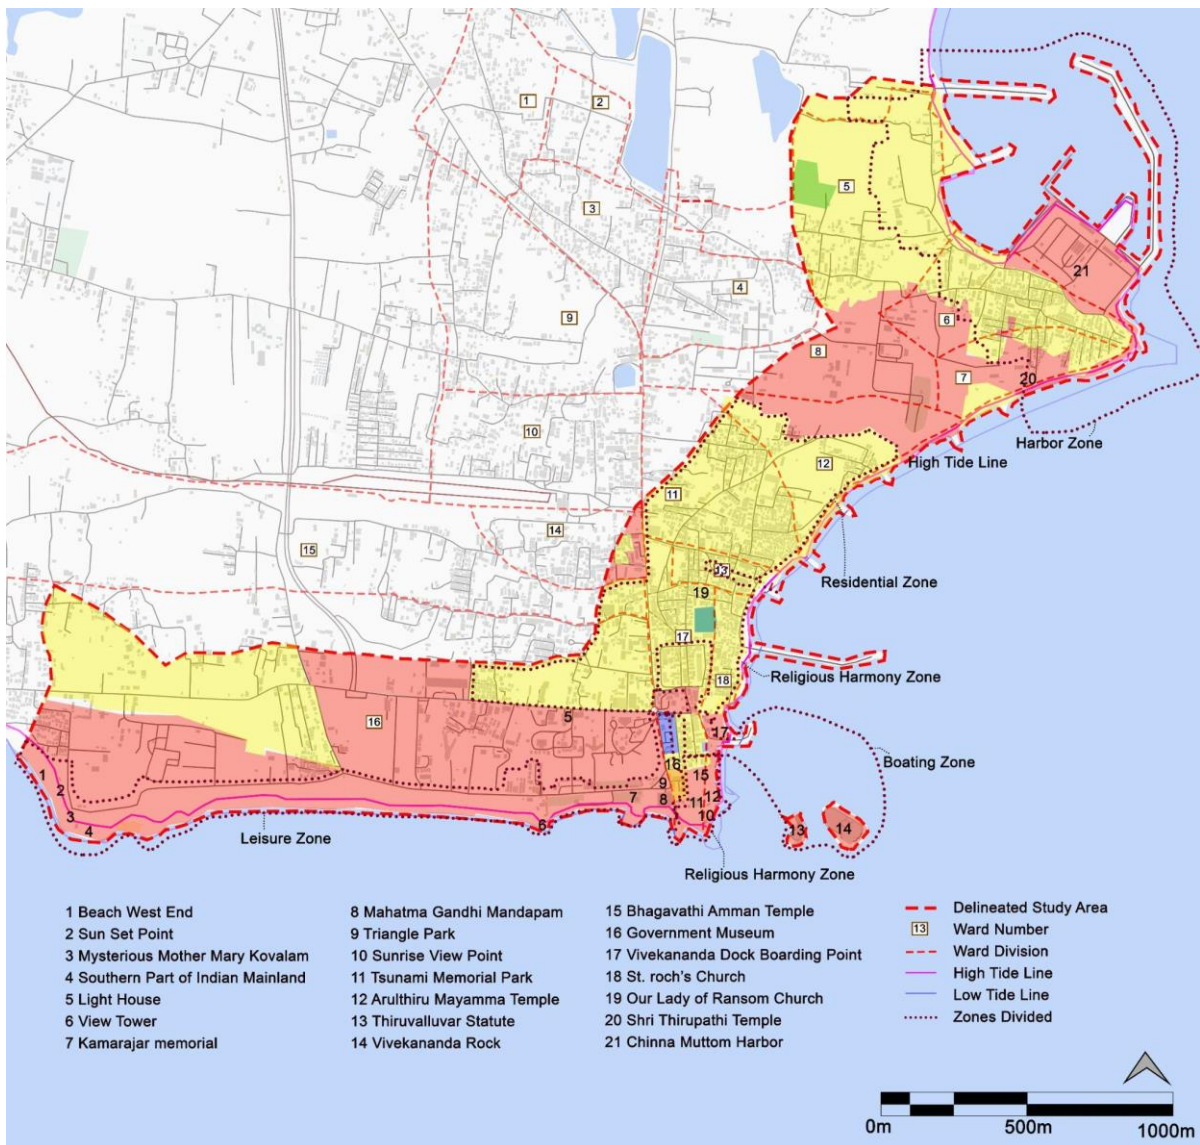 1
2
5
3
21
4
9
6
8
7
20
Harbor Zone
10
12
High Tide Line
11
14
15
13
Residential Zone
19
17
18
Religious Harmony Zone
16
5
17
Boating Zone
16
15
1
2
9
7
8
11
12
3
10
4
6
13
14
Leisure Zone
Religious Harmony Zone
1 Beach West End
2 Sun Set Point
3 Mysterious Mother Mary Kovalam
4 Southern Part of Indian Mainland
5 Light House
6 View Tower
7 Kamarajar memorial
8 Mahatma Gandhi Mandapam
9 Triangle Park
10 Sunrise View Point
11 Tsunami Memorial Park
12 Arulthiru Mayamma Temple
13 Thiruvalluvar Statute
14 Vivekananda Rock
15 Bhagavathi Amman Temple
16 Government Museum
17 Vivekananda Dock Boarding Point
18 St. roch's Church
19 Our Lady of Ransom Church
20 Shri Thirupathi Temple
21 Chinna Muttom Harbor
Delineated Study Area
13 Ward Number
Ward Division
High Tide Line
Low Tide Line
Zones Divided
0m 500m 1000m